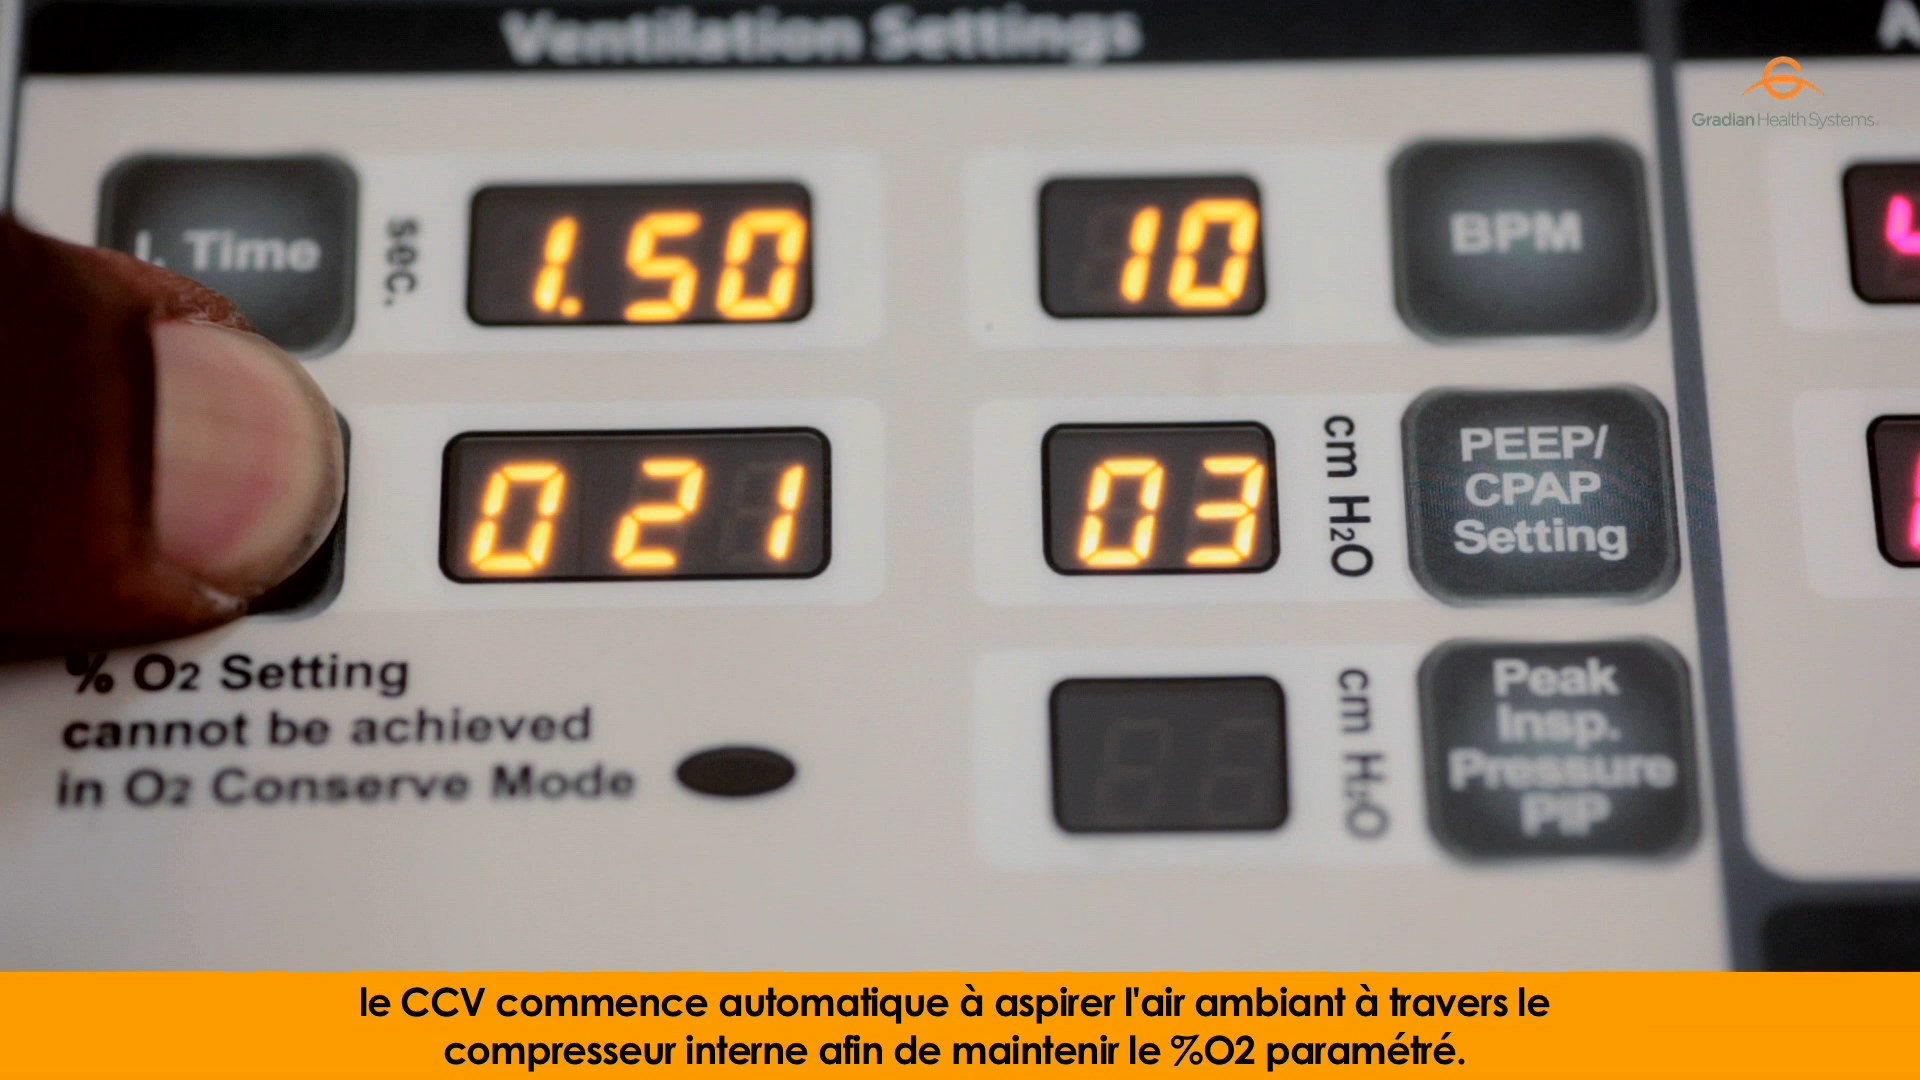 Ventilation Settings
Gradian Health Systems
I. Time
sec.
1.50
10
BPM
021
03
cm H2O
PEEP/
CPAP
Setting
% O2 Setting
cannot be achieved
in O2 Conserve Mode
cm H2O
Peak
Insp.
Pressure
PIP
le CCV commence automatique à aspirer l'air ambiant à travers le
compresseur interne afin de maintenir le %O2 paramétré.